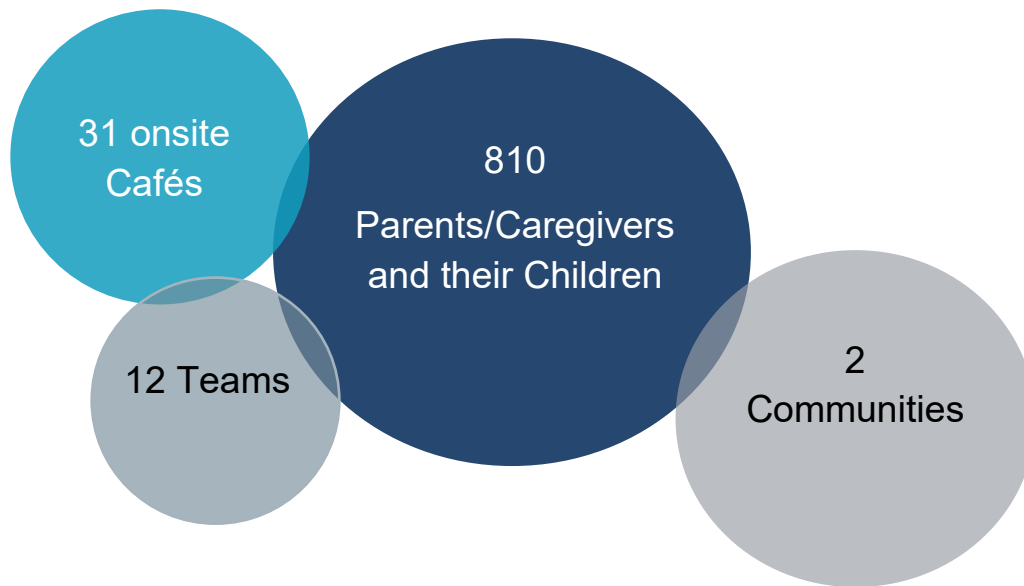 31 onsite
Cafés
810
Parents/Caregivers
and their Children
12 Teams
2
Communities